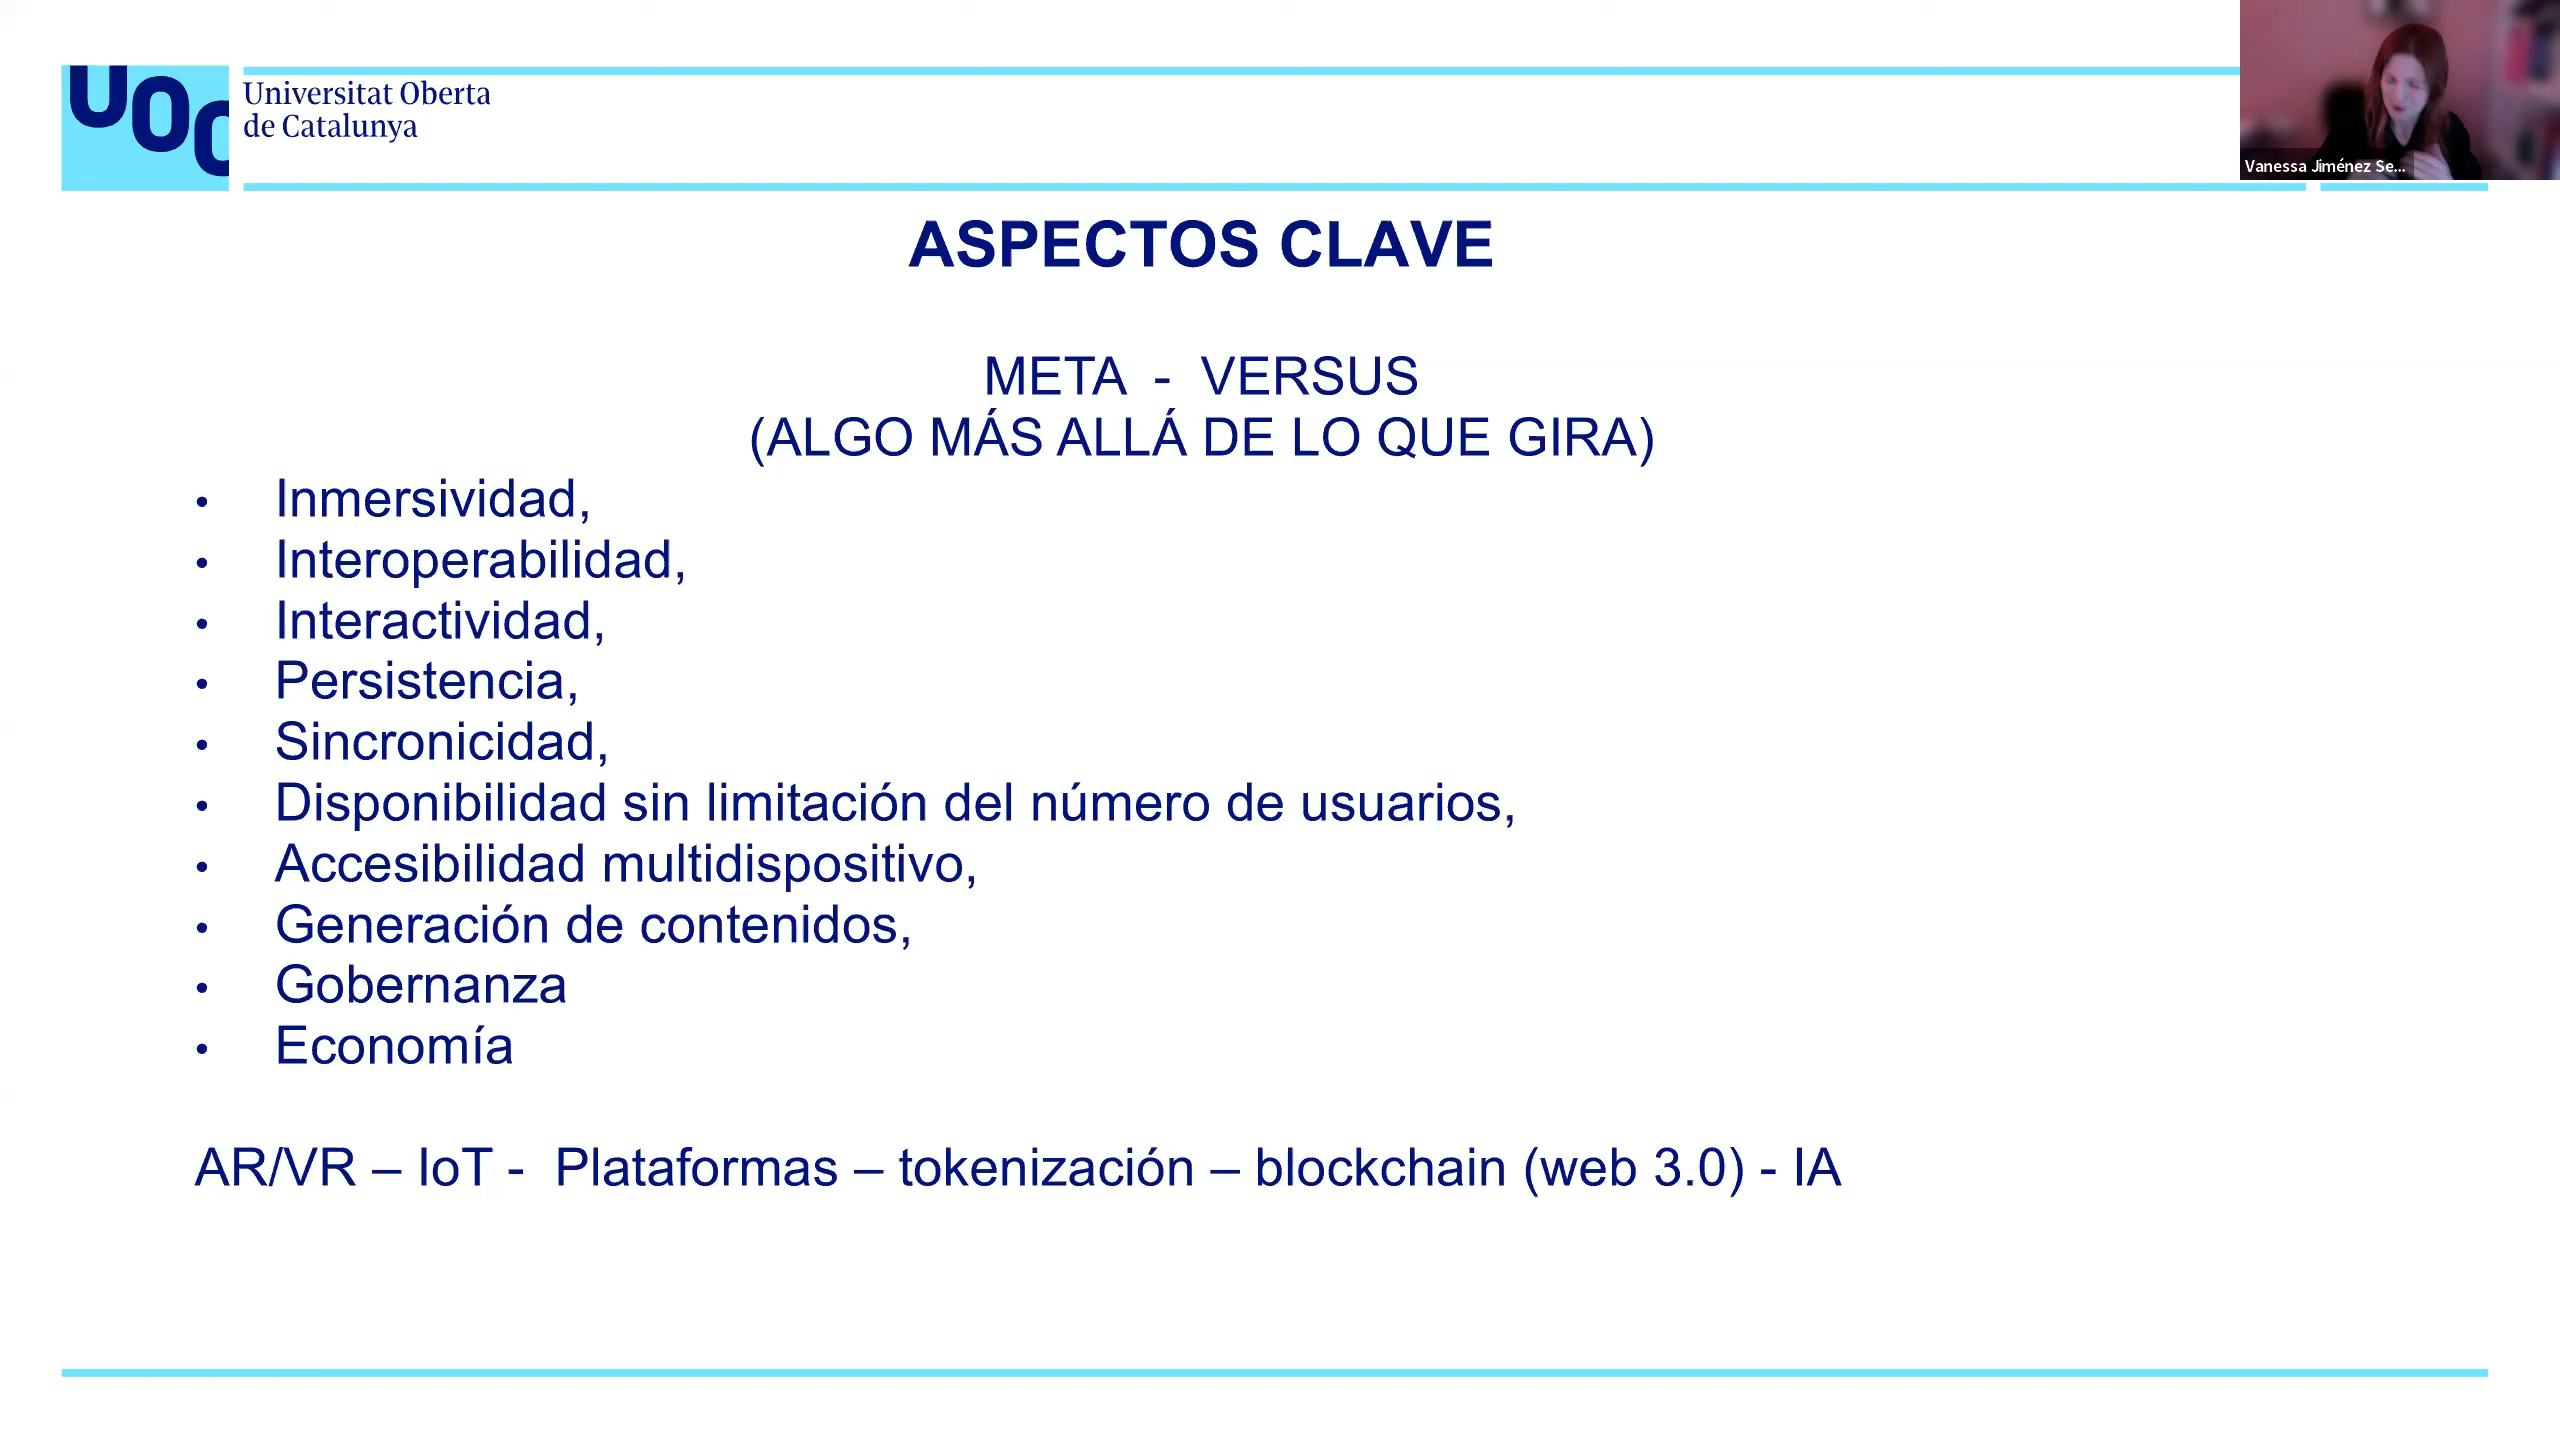 UOC
Universitat Oberta
de Catalunya
Vanessa Jiménez Se...
ASPECTOS CLAVE
META - VERSUS
(ALGO MÁS ALLÁ DE LO QUE GIRA)
• Inmersividad,
• Interoperabilidad,
• Interactividad,
• Persistencia,
• Sincronicidad,
• Disponibilidad sin limitación del número de usuarios,
• Accesibilidad multidispositivo,
• Generación de contenidos,
• Gobernanza
• Economía
AR/VR – IoT - Plataformas – tokenización – blockchain (web 3.0) - IA